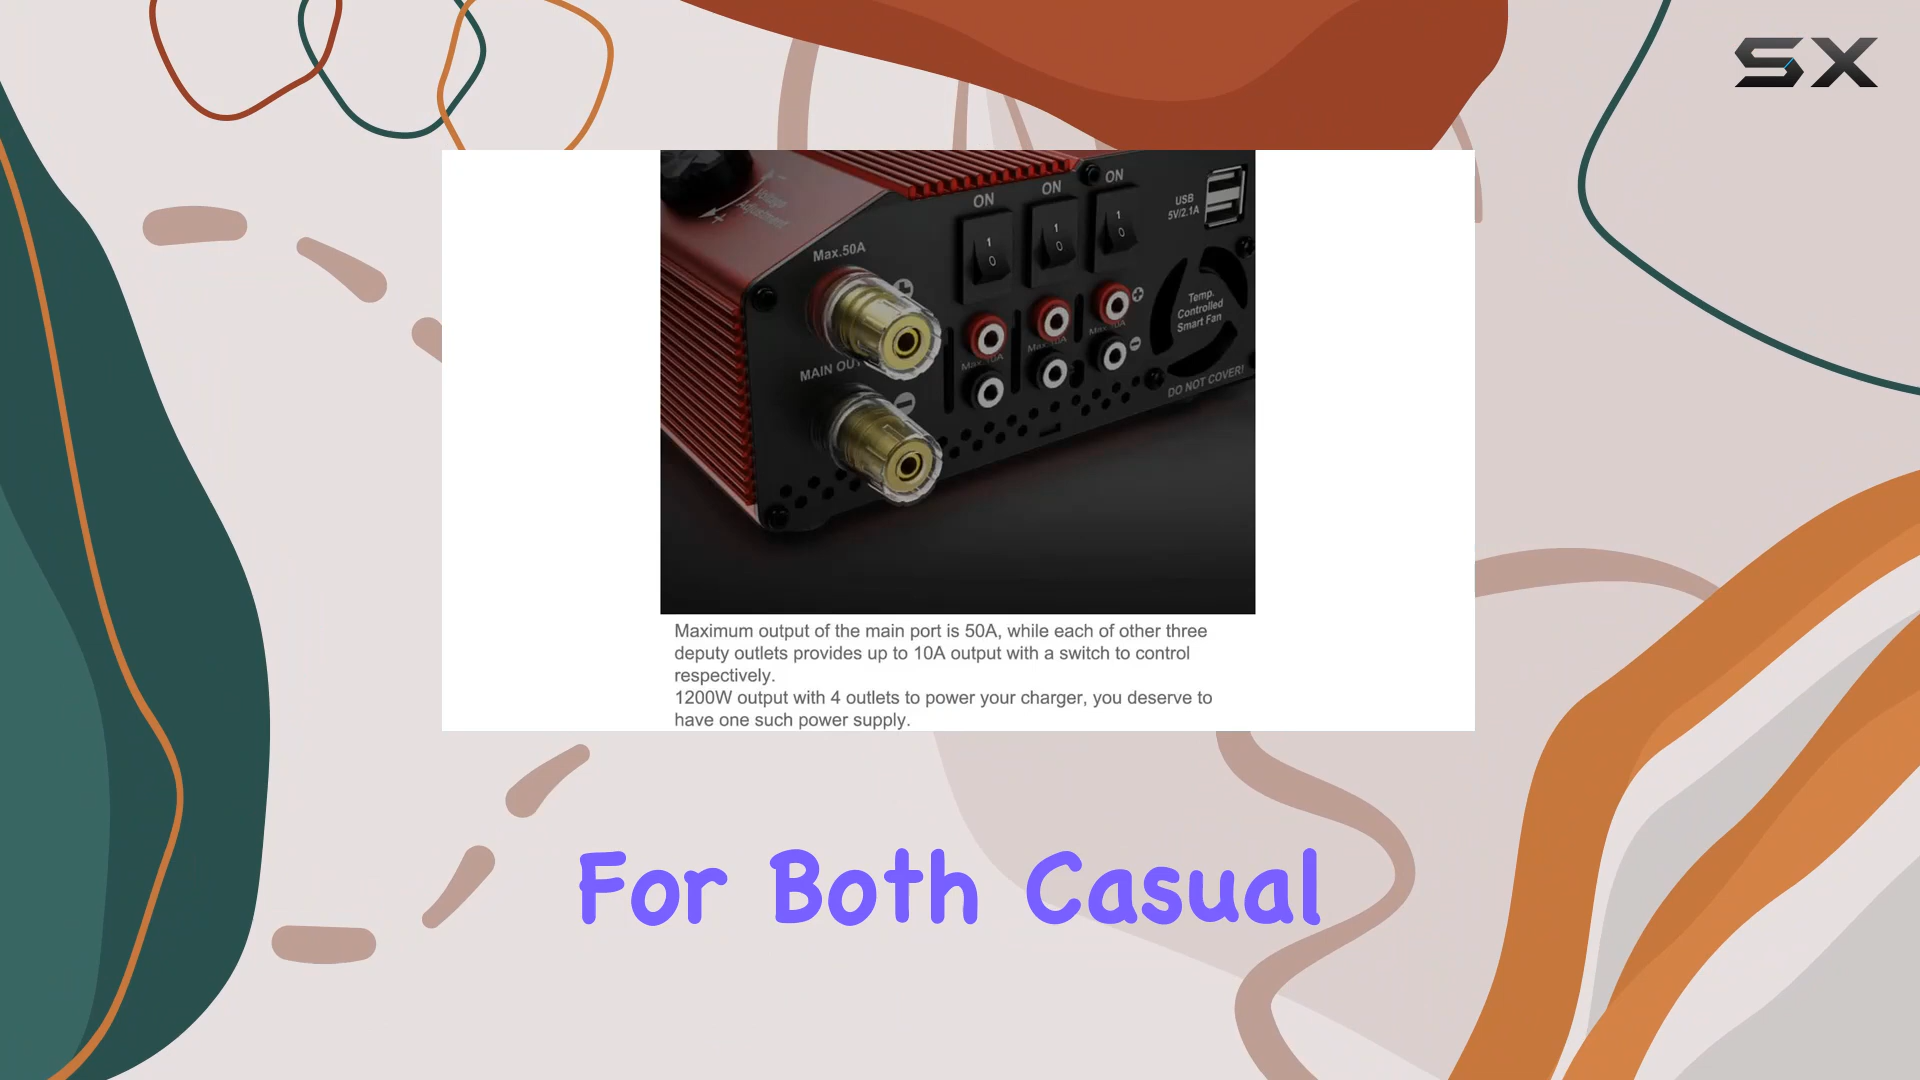 SX
ON
ON
ON
USB
5V/2.1A
Voltage
Adjustment
Max.50A
1
0
1
0
1
0
Temp.
Controlled
Smart Fan
MAIN OUT
DO NOT COVER!
Maximum output of the main port is 50A, while each of other three
deputy outlets provides up to 10A output with a switch to control
respectively.
1200W output with 4 outlets to power your charger, you deserve to
have one such power supply.
For Both Casual